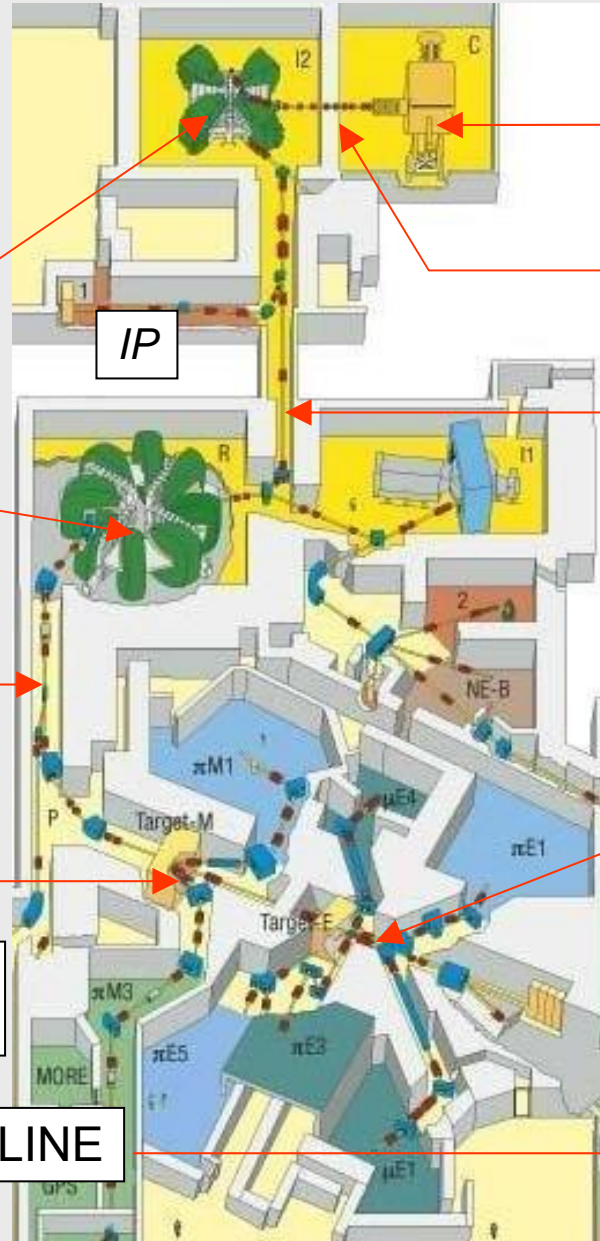 I2
C
1
IP
R
I1
2
NE-B
πM1
μE4
P
Target-M
πE1
Target-E
πM3
πE5
πE3
MORE
LINE
μE1
GPS